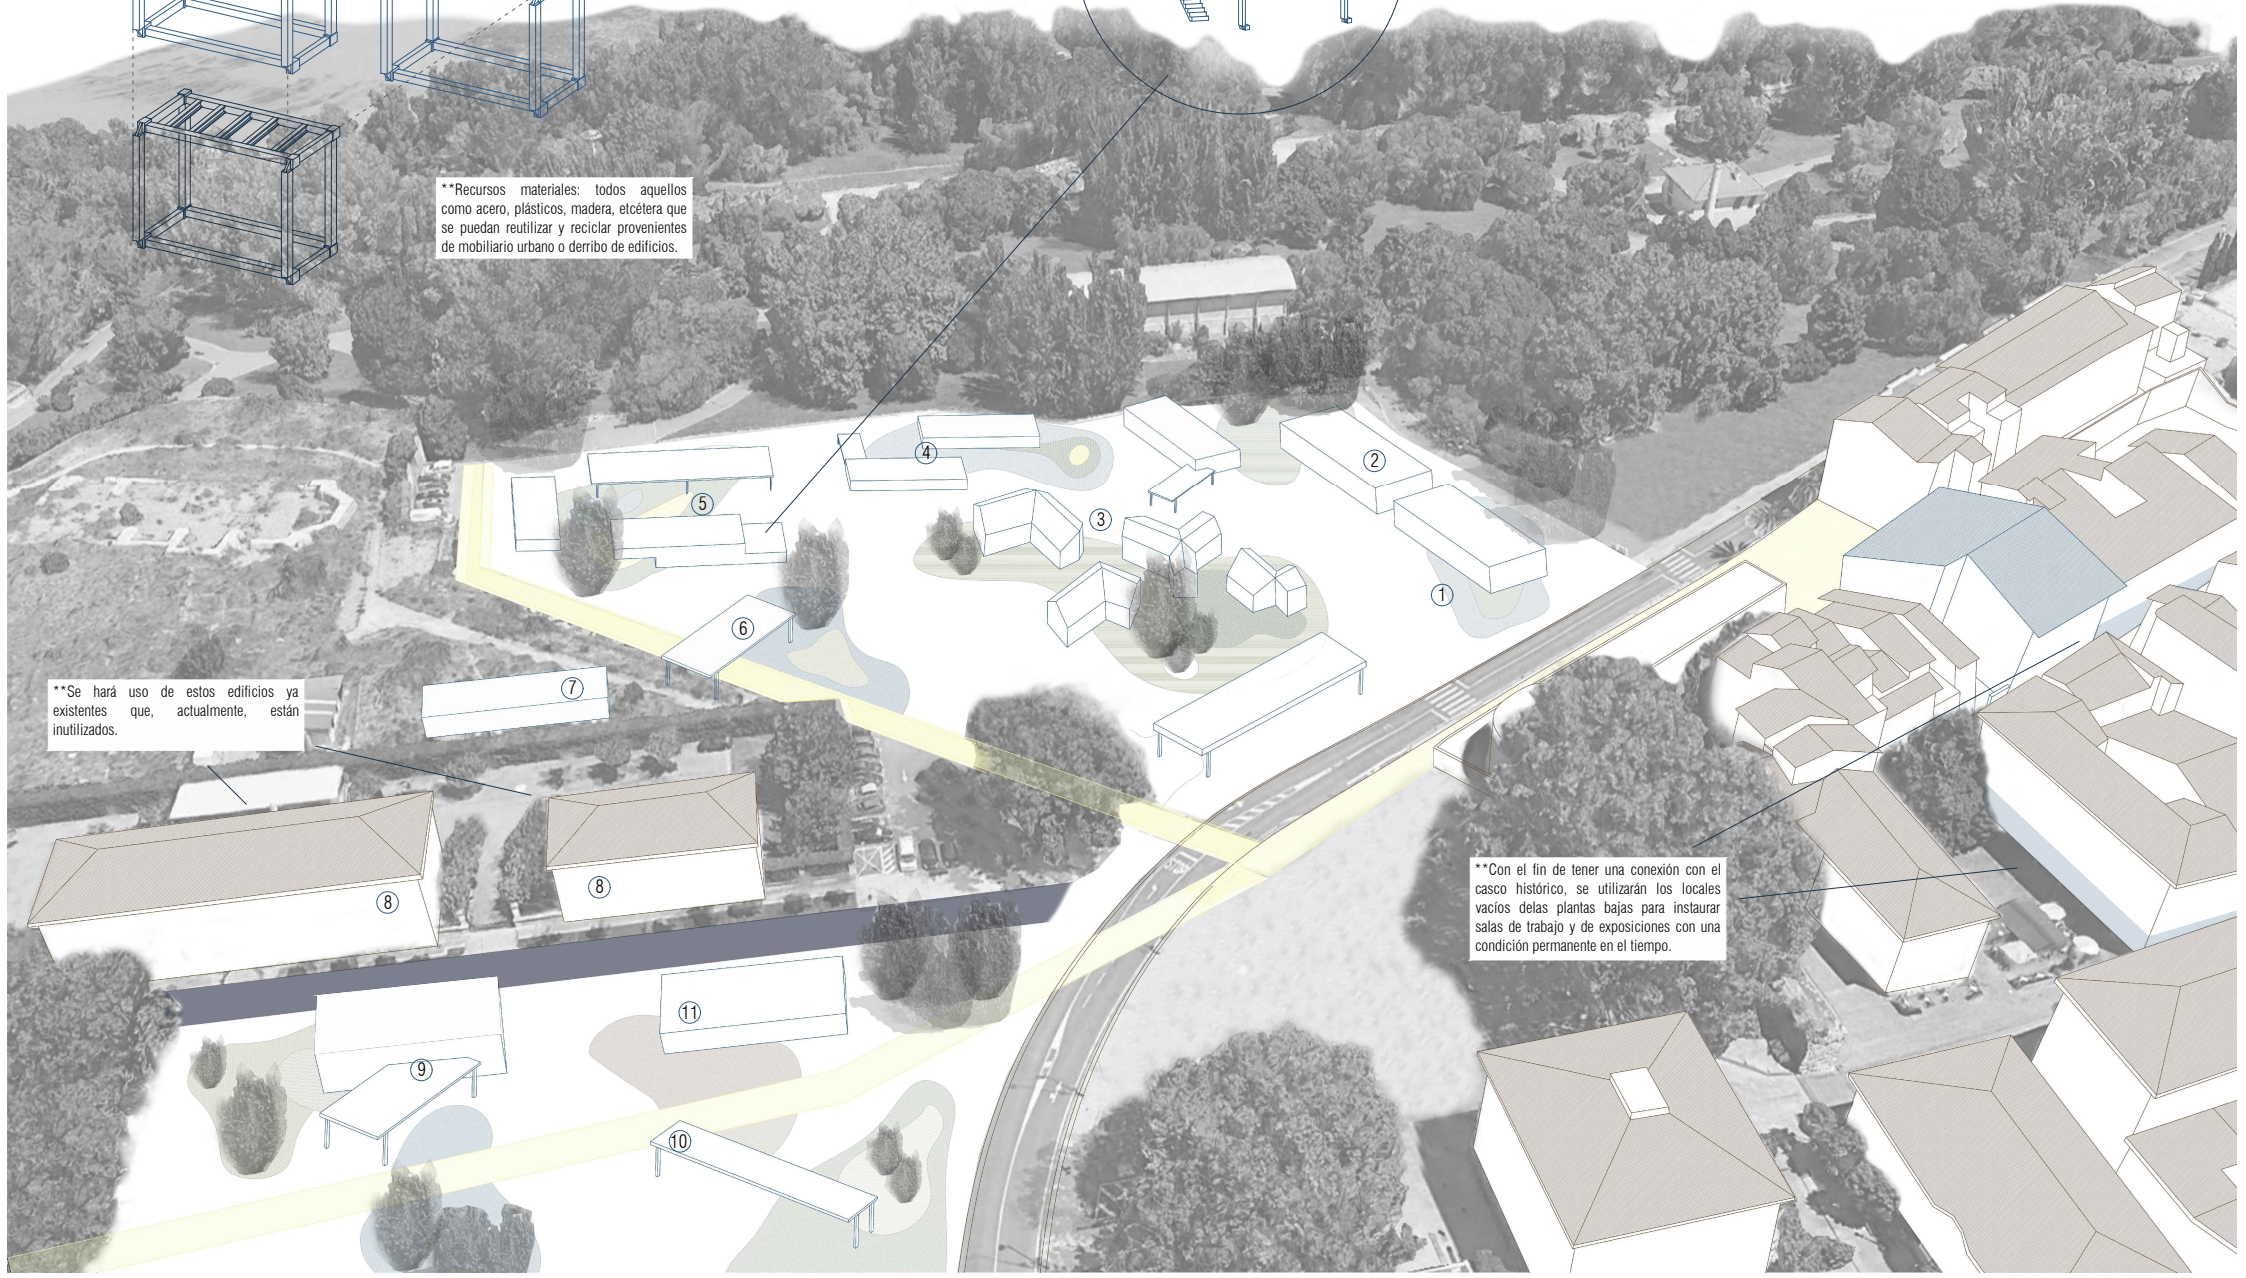 **Recursos materiales: todos aquellos
como acero, plásticos, madera, etcétera que
se puedan reutilizar y reciclar provenientes
de mobiliario urbano o derribo de edificios.
4
2
5
3
1
6
7
**Se hará uso de estos edificios ya
existentes que, actualmente, están
inutilizados.
8
8
**Con el fin de tener una conexión con el
casco histórico, se utilizarán los locales
vacíos delas plantas bajas para instaurar
salas de trabajo y de exposiciones con una
condición permanente en el tiempo.
11
9
10